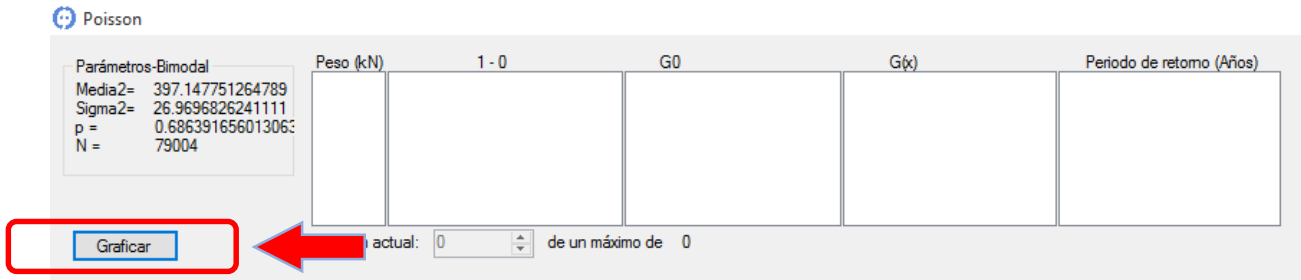 Poisson
Parámetros-Bimodal
Media2= 397.147751264789
Sigma2= 26.9696826241111
p = 0.686391656013063
N = 79004
Peso (kN) 1 - 0 G0 G(x) Periodo de retorno (Años)
Graficar
actual: 0 de un máximo de 0